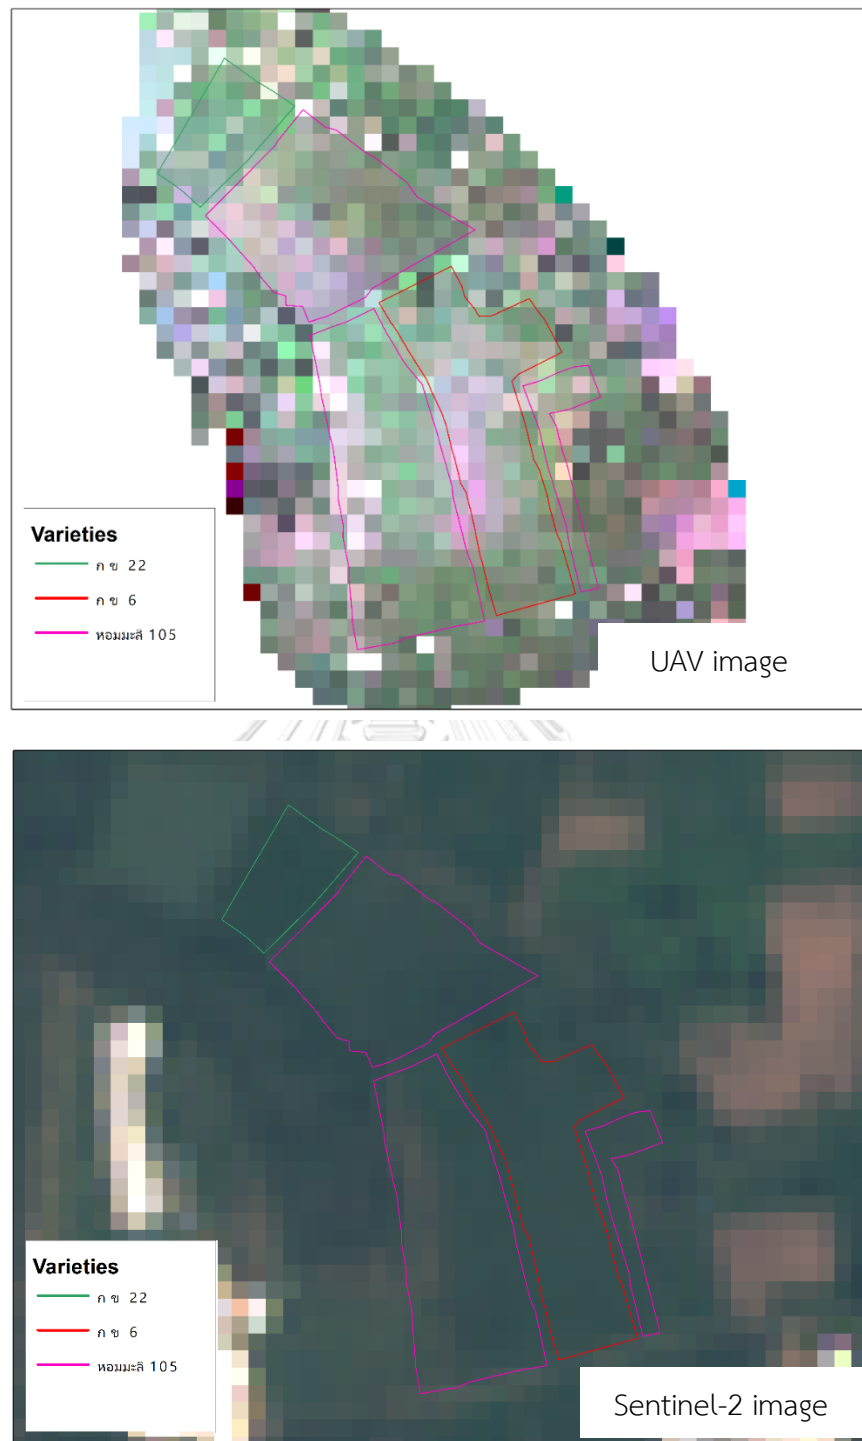 Varieties
ก ข 22
ก ข 6
หอมมะลิ 105
UAV image
Varieties
ก ข 22
ก ข 6
หอมมะลิ 105
Sentinel-2 image